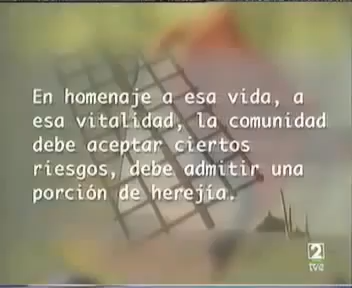 En homenaje a esa vida, a
esa vitalidad, la comunidad
debe aceptar ciertos
riesgos, debe admitir una
porción de herejía.
2
tve